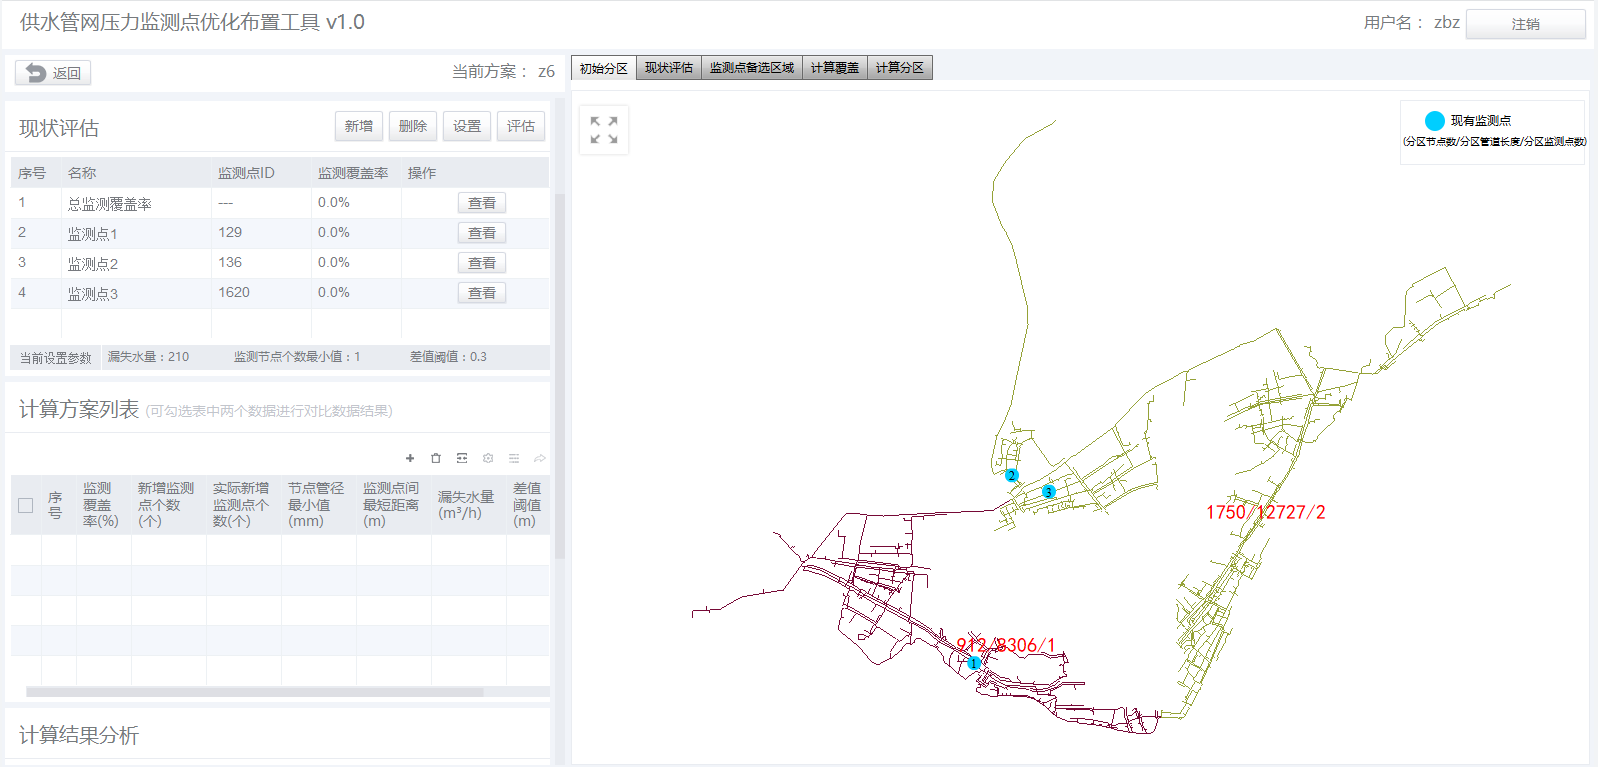 供水管网压力监测点优化布置工具 v1.0
用户名： zbz 注销
返回 当前方案： z6
初始分区 现状评估 监测点备选区域 计算覆盖 计算分区
现状评估 新增 删除 设置 评估
序号 名称 监测点ID 监测覆盖率 操作
1 总监测覆盖率 --- 0.0% 查看
2 监测点1 129 0.0% 查看
3 监测点2 136 0.0% 查看
4 监测点3 1620 0.0% 查看
当前设置参数 漏失水量：210 监测节点个数最小值：1 差值阈值：0.3
计算方案列表 (可勾选表中两个数据进行对比数据结果)
序号
监测覆盖率(%)
新增监测点个数(个)
实际新增监测点个数(个)
节点管径最小值(mm)
监测点间最短距离(m)
漏失水量(m³/h)
差值阈值(m)
计算结果分析
现有监测点
(分区节点数/分区管道长度/分区监测点数)
2
3
1750/12727/2
912/8306/1
1